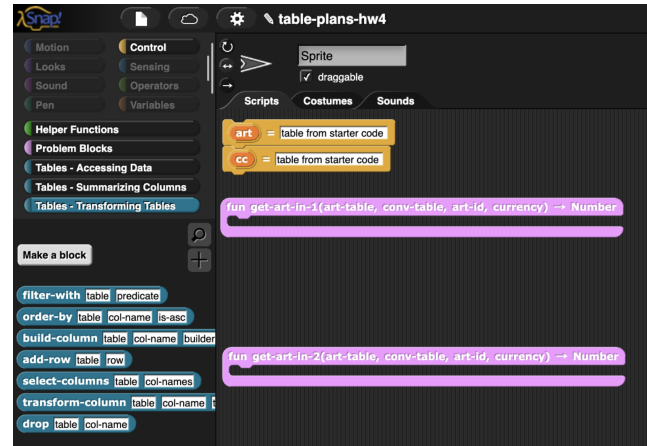 Snap!
table-plans-hw4
Motion
Control
Looks
Sensing
Sound
Operators
Pen
Variables
Helper Functions
Problem Blocks
Tables - Accessing Data
Tables - Summarizing Columns
Tables - Transforming Tables
Make a block
filter-with table predicate
order-by table col-name is-asc
build-column table col-name builder
add-row table row
select-columns table col-names
transform-column table col-name
drop table col-name
Sprite
draggable
Scripts Costumes Sounds
art = table from starter code
cc = table from starter code
fun get-art-in-1(art-table, conv-table, art-id, currency) → Number
fun get-art-in-2(art-table, conv-table, art-id, currency) → Number